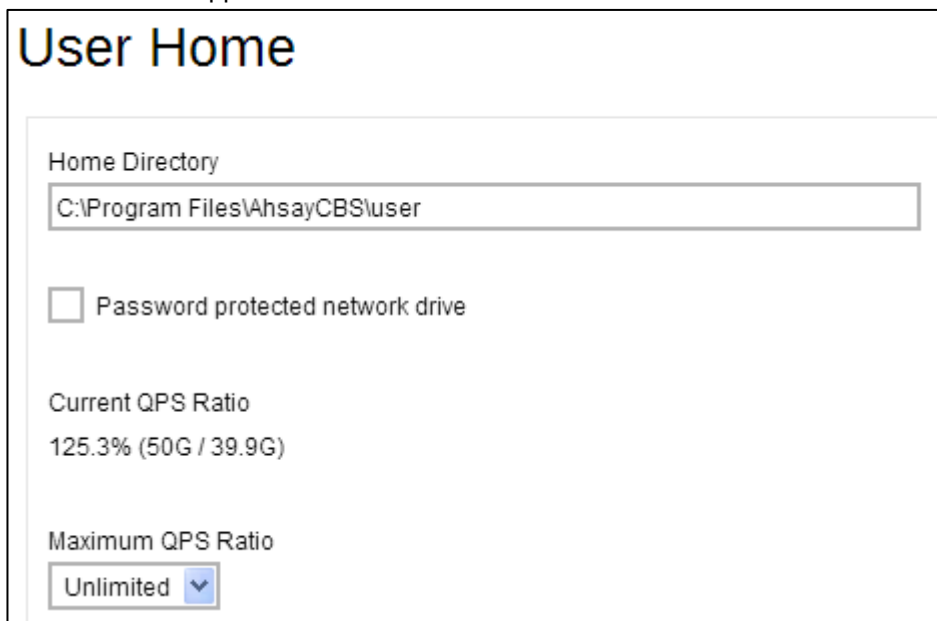 User Home
Home Directory
C:\Program Files\AhsayCBS\user
Password protected network drive
Current QPS Ratio
125.3% (50G / 39.9G)
Maximum QPS Ratio
Unlimited